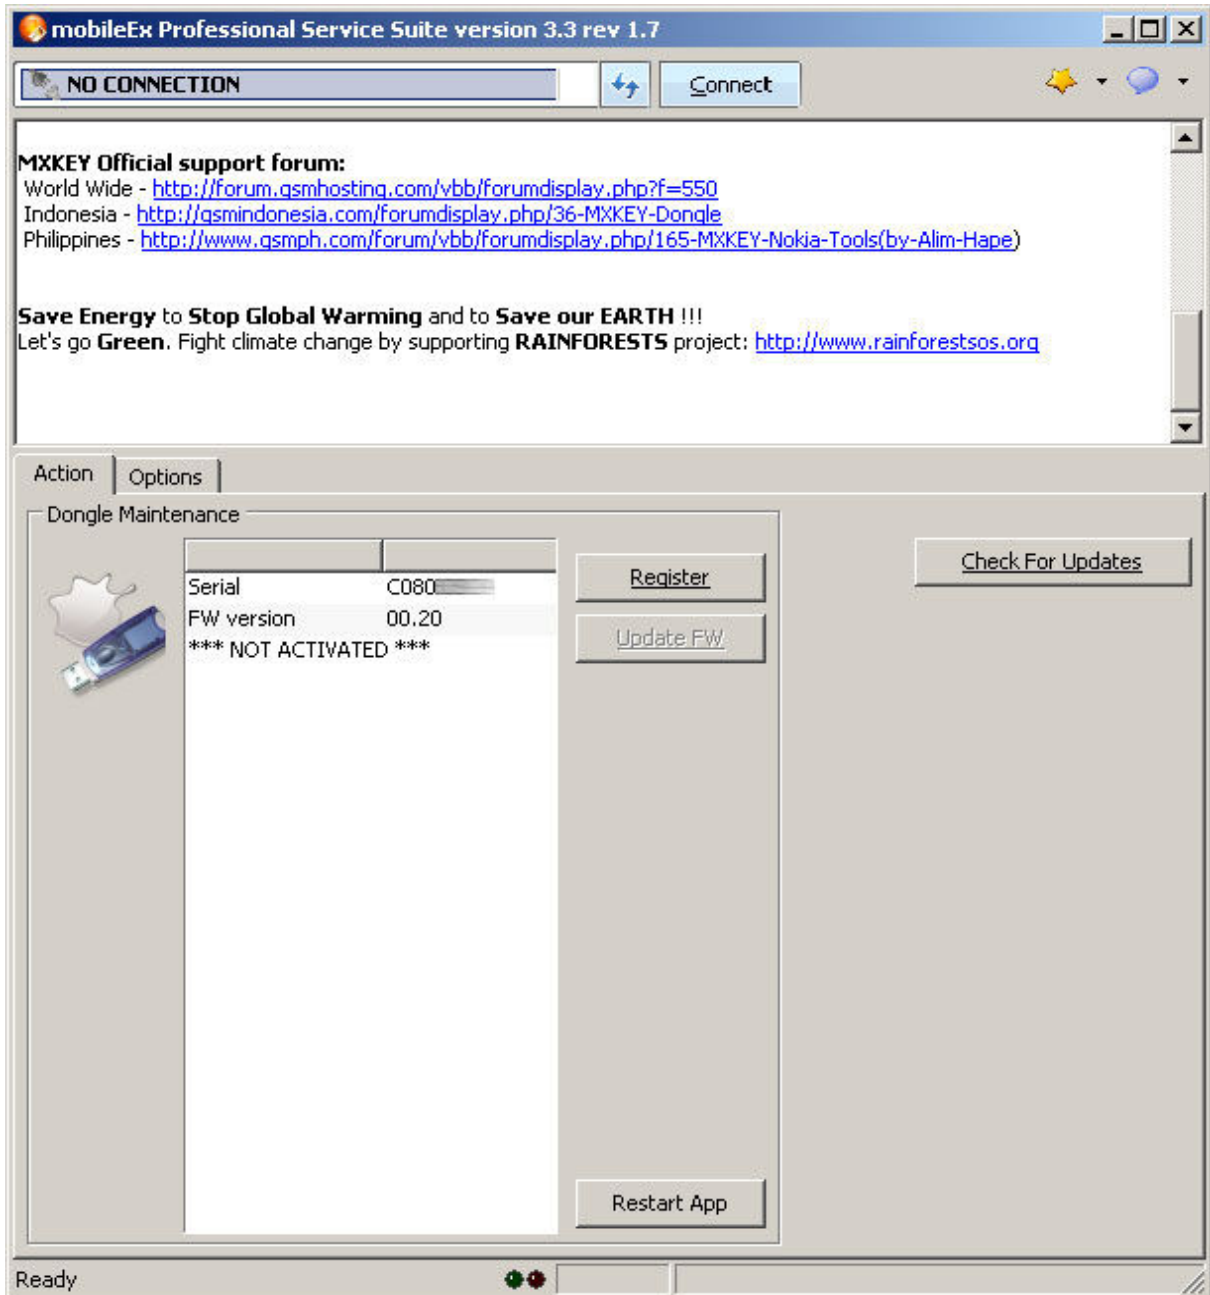 mobileEx Professional Service Suite version 3.3 rev 1.7
NO CONNECTION
Connect
MXKEY Official support forum:
World Wide - http://forum.gsmhosting.com/vbb/forumdisplay.php?f=550
Indonesia - http://gsmindonesia.com/forumdisplay.php/36-MXKEY-Dongle
Philippines - http://www.gsmph.com/forum/vbb/forumdisplay.php/165-MXKEY-Nokia-Tools(by-Alim-Hape)
Save Energy to Stop Global Warming and to Save our EARTH !!!
Let's go Green. Fight climate change by supporting RAINFORESTS project: http://www.rainforestsos.org
Action Options
Dongle Maintenance
Serial C080
FW version 00.20
*** NOT ACTIVATED ***
Register
Update FW
Check For Updates
Restart App
Ready